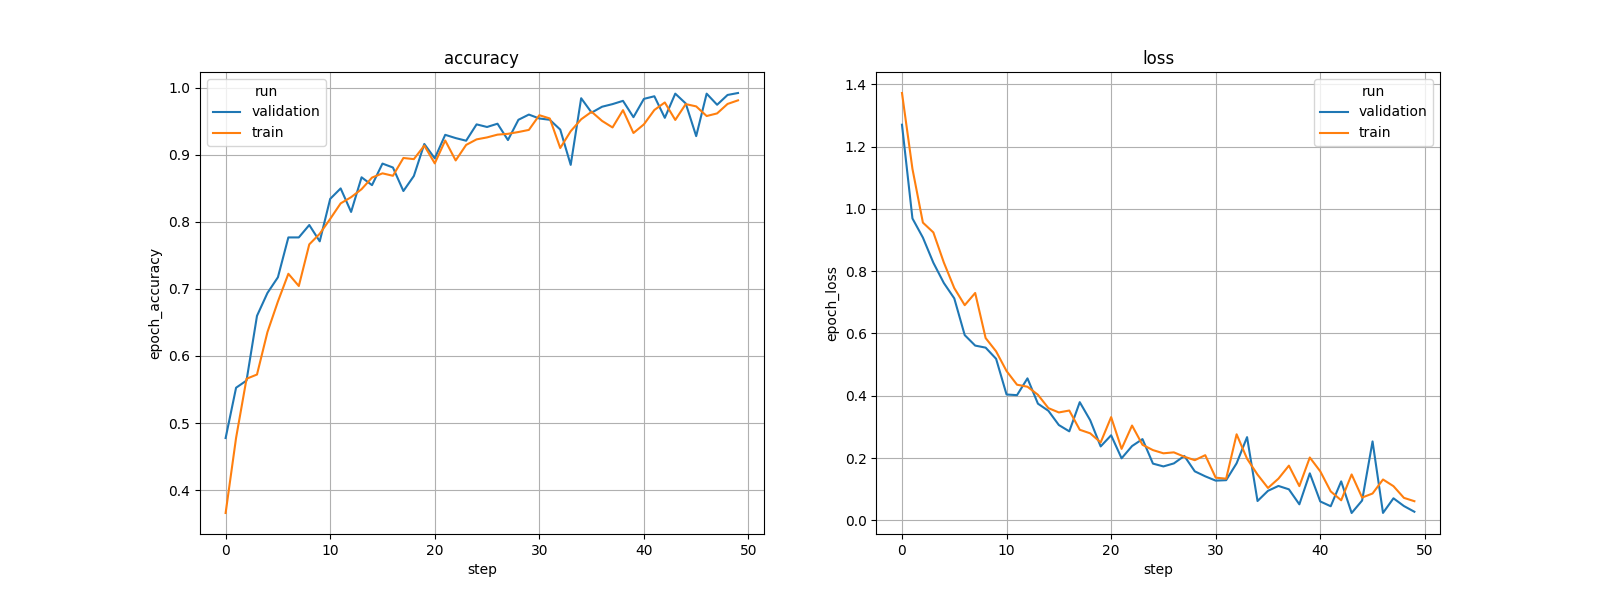 accuracy
run
validation
train
1.0
0.9
0.8
0.7
0.6
0.5
0.4
epoch_accuracy
0 10 20 30 40 50
step
loss
run
validation
train
1.4
1.2
1.0
0.8
0.6
0.4
0.2
0.0
epoch_loss
0 10 20 30 40 50
step